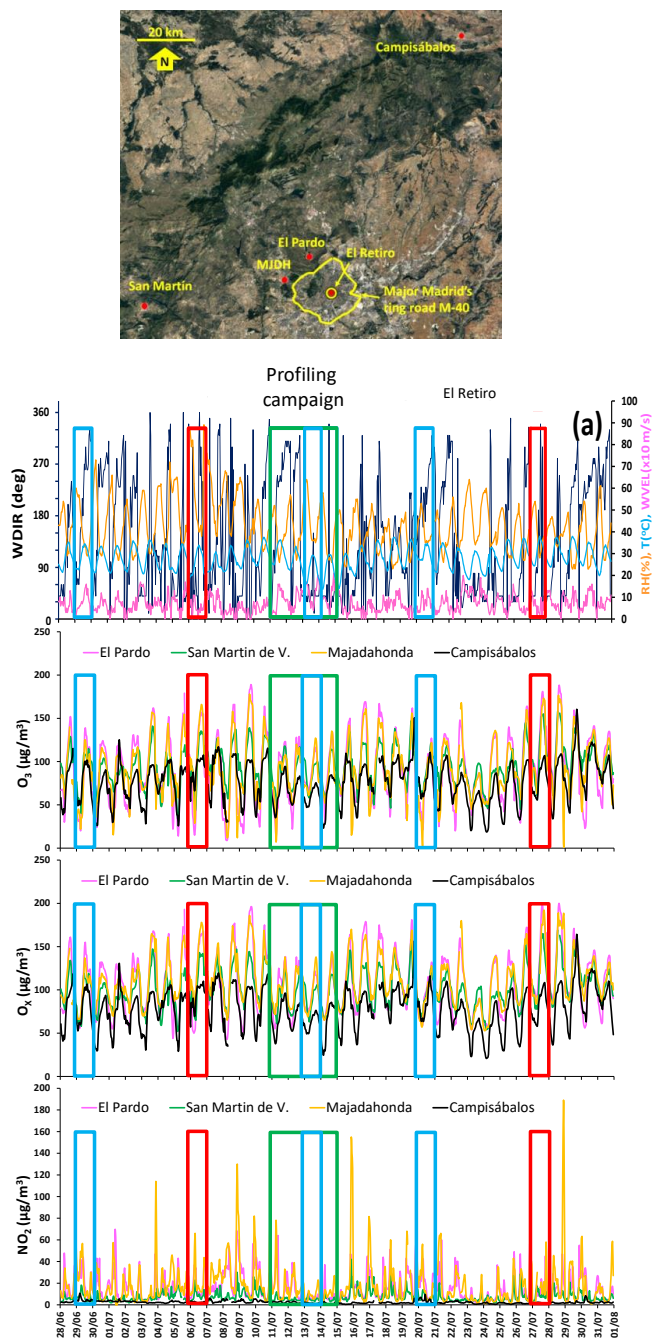 20 km
N
Campisábalos
El Pardo
El Retiro
MJDH
San Martín
Major Madrid's
ring road M-40
Profiling
campaign
El Retiro
(a)
WDIR (deg)
360
270
180
90
0
100
90
80
70
60
50
40
30
20
10
0
RH(%), T(ºC), WVEL(x10 m/s)
El Pardo San Martin de V. Majadahonda Campisábalos
O3 (µg/m³)
250
200
150
100
50
0
El Pardo San Martin de V. Majadahonda Campisábalos
OX (µg/m³)
250
200
150
100
50
0
El Pardo San Martin de V. Majadahonda Campisábalos
NO2 (µg/m³)
200
180
160
140
120
100
80
60
40
20
0
28/06 29/06 30/06 01/07 02/07 03/07 04/07 05/07 06/07 07/07 08/07 09/07 10/07 11/07 12/07 13/07 14/07 15/07 16/07 17/07 18/07 19/07 20/07 21/07 22/07 23/07 24/07 25/07 26/07 27/07 28/07 29/07 30/07 31/07 01/08